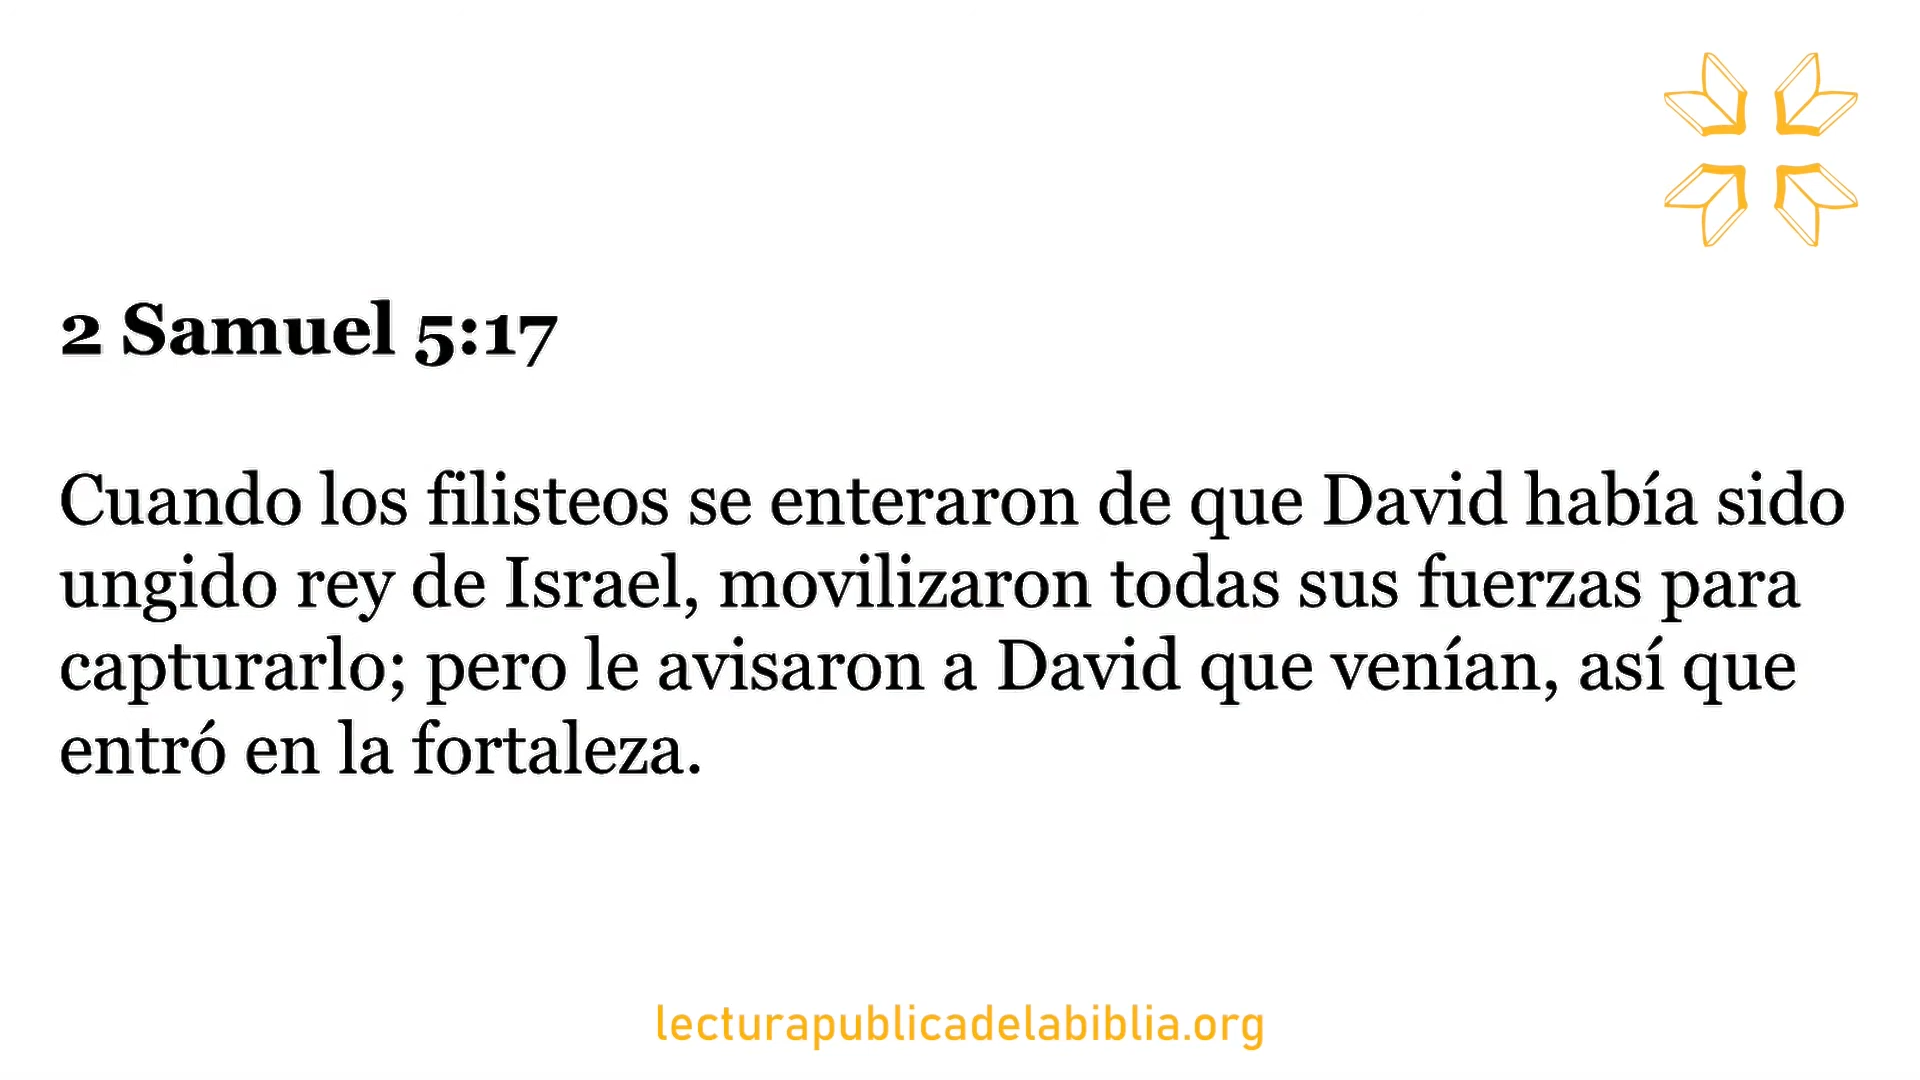 2 Samuel 5:17
Cuando los filisteos se enteraron de que David había sido
ungido rey de Israel, movilizaron todas sus fuerzas para
capturarlo; pero le avisaron a David que venían, así que
entró en la fortaleza.
lecturapublicadelabiblia.org